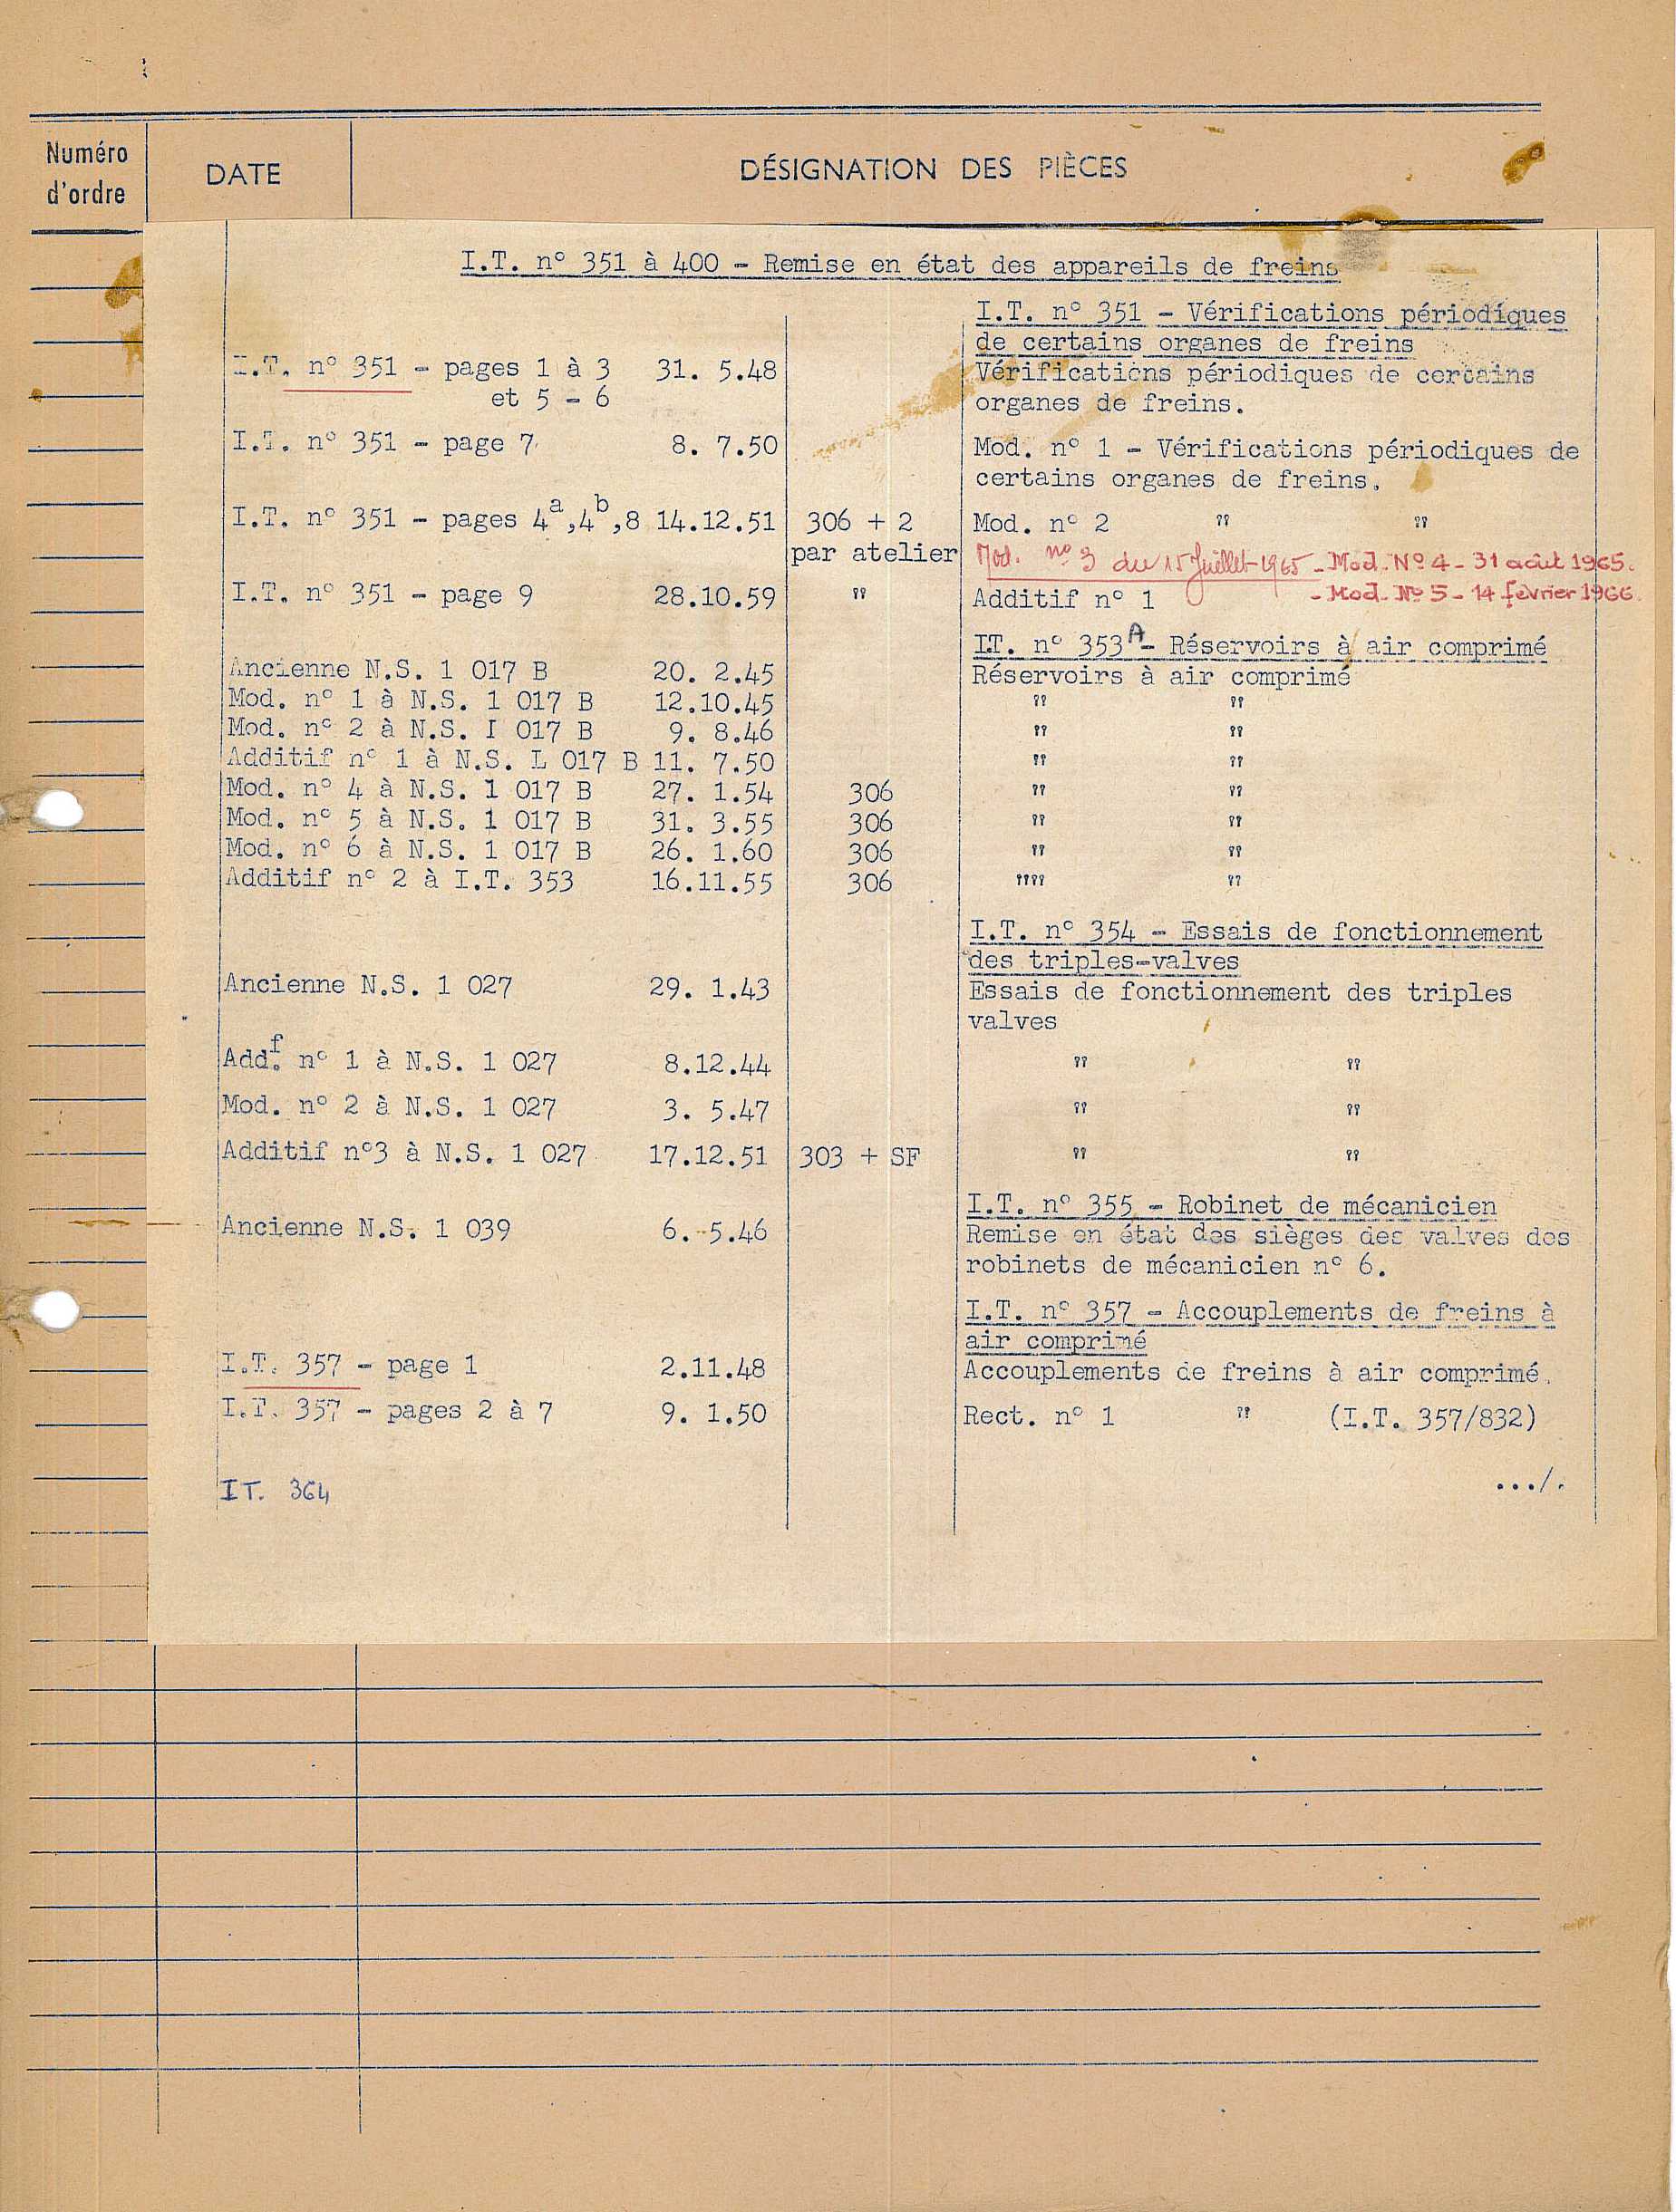 Numéro
d'ordre
DATE
DÉSIGNATION DES PIÈCES
I.T. n° 351 à 400 - Remise en état des appareils de freins
I.T. n° 351 - Vérifications périodiques
de certains organes de freins
I.T. n° 351 - pages 1 à 3 31. 5.48 Vérifications périodiques de certains
et 5 - 6 organes de freins.
I.T. n° 351 - page 7 8. 7.50 Mod. n° 1 - Vérifications périodiques de
certains organes de freins.
I.T. n° 351 - pages 4a,4b,8 14.12.51 306 + 2 Mod. n° 2 " "
par atelier Mod. n° 3 du 15 Juillet 1965 - Mod. N° 4 - 31 août 1965.
- Mod. N° 5 - 14 février 1966
I.T. n° 351 - page 9 28.10.59 " Additif n° 1
IT. n° 353 A - Réservoirs à air comprimé
Ancienne N.S. 1 017 B 20. 2.45 Réservoirs à air comprimé
Mod. n° 1 à N.S. 1 017 B 12.10.45 " "
Mod. n° 2 à N.S. I 017 B 9. 8.46 " "
Additif n° 1 à N.S. L 017 B 11. 7.50 " "
Mod. n° 4 à N.S. 1 017 B 27. 1.54 306 " "
Mod. n° 5 à N.S. 1 017 B 31. 3.55 306 " "
Mod. n° 6 à N.S. 1 017 B 26. 1.60 306 " "
Additif n° 2 à I.T. 353 16.11.55 306 "" "
I.T. n° 354 - Essais de fonctionnement
des triples-valves
Ancienne N.S. 1 027 29. 1.43 Essais de fonctionnement des triples
valves
Add.f n° 1 à N.S. 1 027 8.12.44 " "
Mod. n° 2 à N.S. 1 027 3. 5.47 " "
Additif n°3 à N.S. 1 027 17.12.51 303 + SF " "
I.T. n° 355 - Robinet de mécanicien
Ancienne N.S. 1 039 6. 5.46 Remise en état des sièges des valves des
robinets de mécanicien n° 6.
I.T. n° 357 - Accouplements de freins à
air comprimé
I.T. 357 - page 1 2.11.48 Accouplements de freins à air comprimé.
I.T. 357 - pages 2 à 7 9. 1.50 Rect. n° 1 " (I.T. 357/832)
IT. 364 .../.